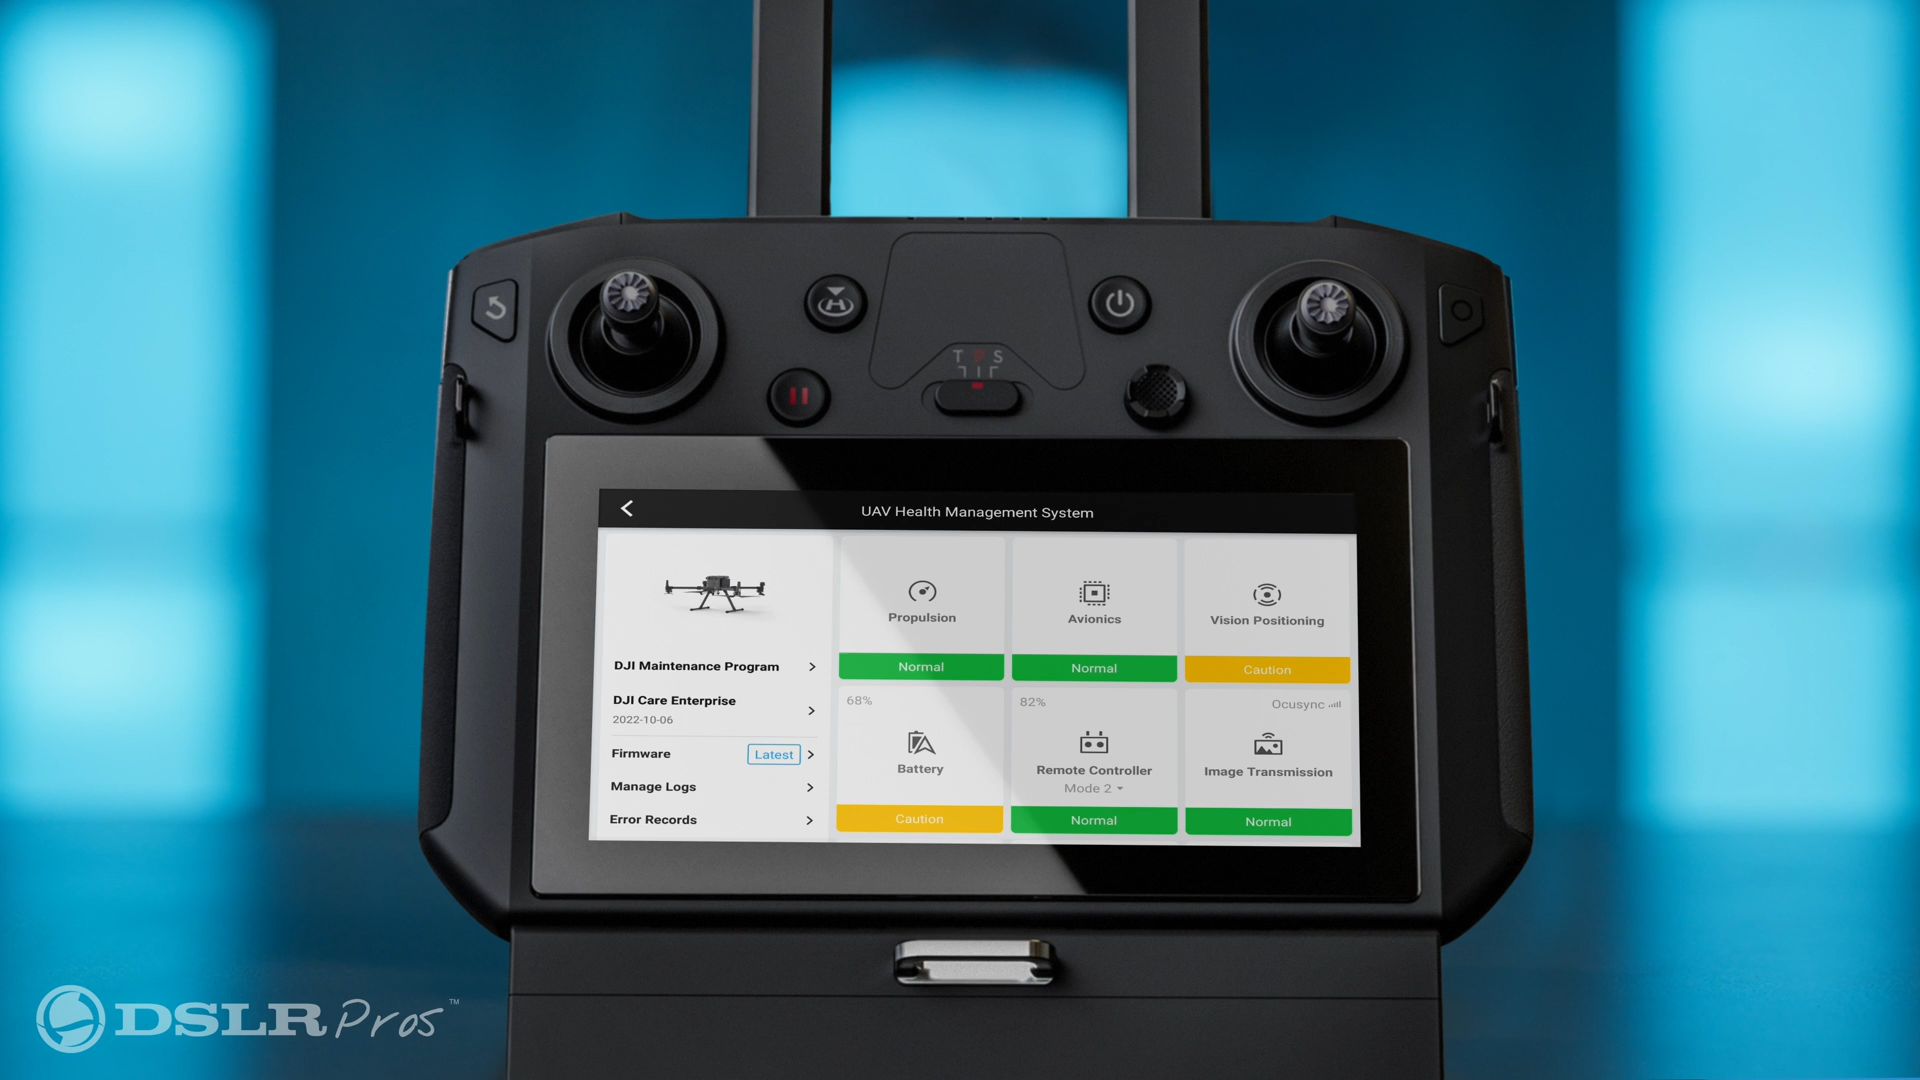 T P S
UAV Health Management System
DJI Maintenance Program
DJI Care Enterprise
2022-10-06
Firmware Latest
Manage Logs
Error Records
Propulsion
Normal
Avionics
Normal
Vision Positioning
Caution
68%
Battery
Caution
82%
Remote Controller
Mode 2
Normal
Ocusync
Image Transmission
Normal
DSLRPros™